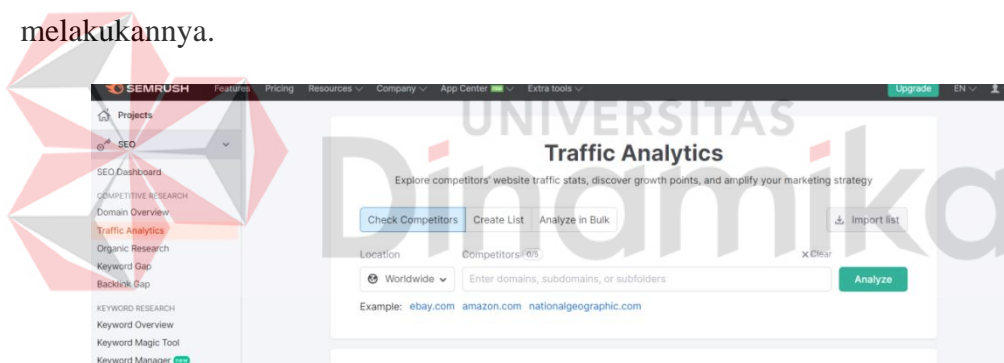 melakukannya.
SEMRUSH Features Pricing Resources Company App Center new Extra tools Upgrade EN
Projects
SEO
SEO Dashboard
COMPETITIVE RESEARCH
Domain Overview
Traffic Analytics
Organic Research
Keyword Gap
Backlink Gap
KEYWORD RESEARCH
Keyword Overview
Keyword Magic Tool
Keyword Manager new
UNIVERSITAS
Dinamika
Traffic Analytics
Explore competitors' website traffic stats, discover growth points, and amplify your marketing strategy
Check Competitors Create List Analyze in Bulk Import list
Location Competitors 0/5 Clear
Worldwide Enter domains, subdomains, or subfolders Analyze
Example: ebay.com amazon.com nationalgeographic.com